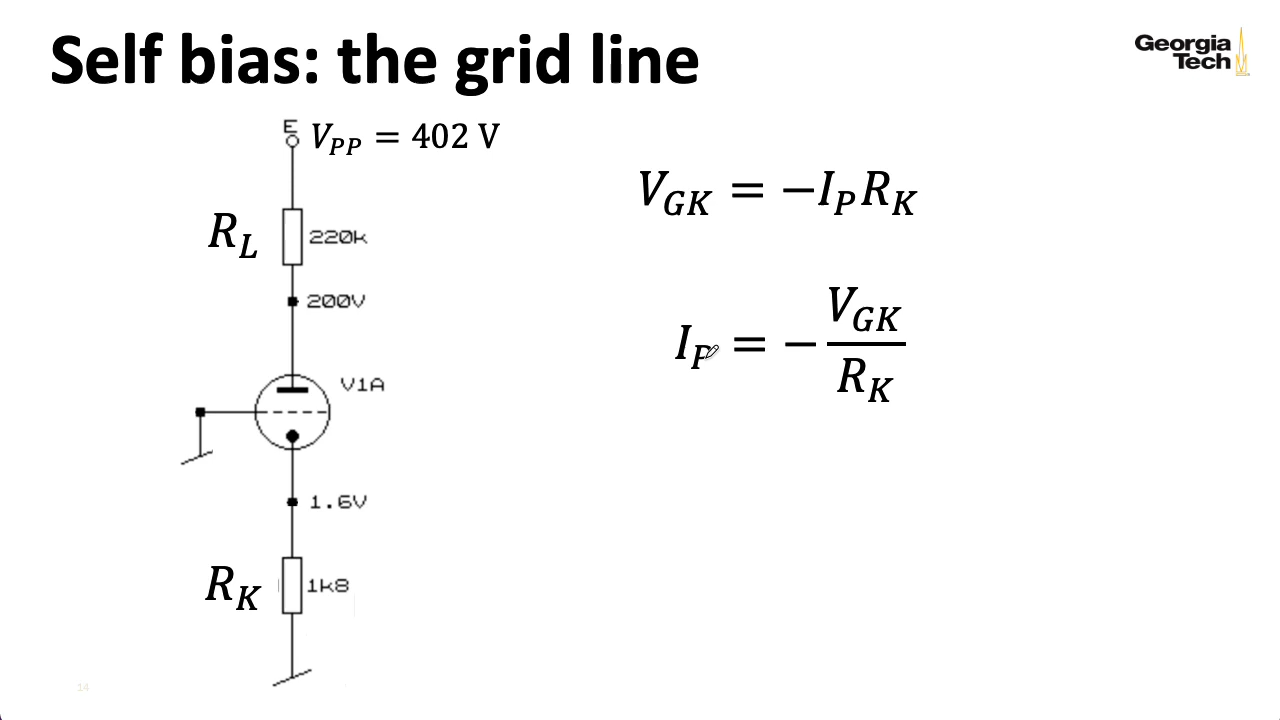 Self bias: the grid line
Georgia
Tech
E
V_PP = 402 V
V_GK = −I_P R_K
R_L
220k
200V
I_P = − V_GK / R_K
V1A
1.6V
R_K
1k8
14